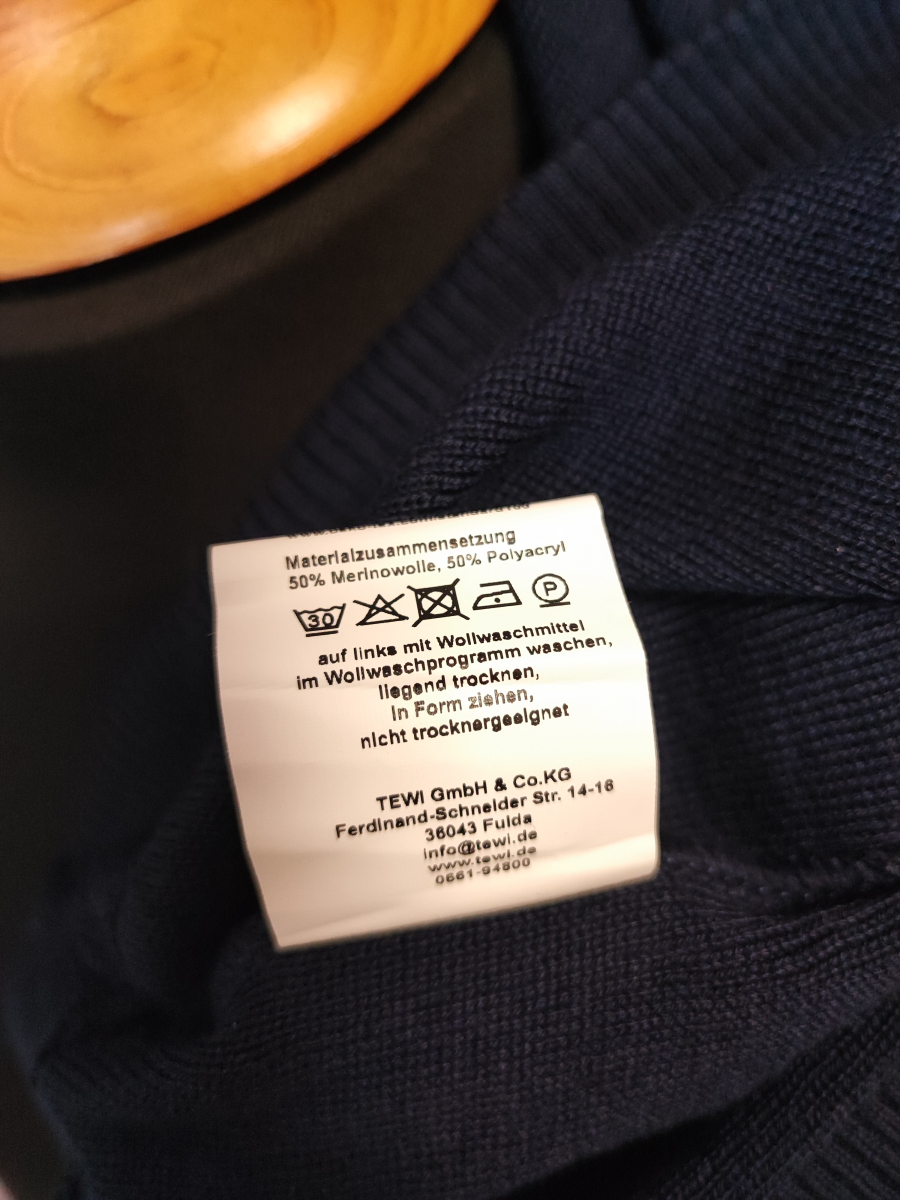 Materialzusammensetzung
50% Merinowolle, 50% Polyacryl
30 P
auf links mit Wollwaschmittel
im Wollwaschprogramm waschen,
liegend trocknen,
in Form ziehen,
nicht trocknergeeignet
TEWI GmbH & Co.KG
Ferdinand-Schneider Str. 14-16
36043 Fulda
info@tewi.de
www.tewi.de
0661-94800